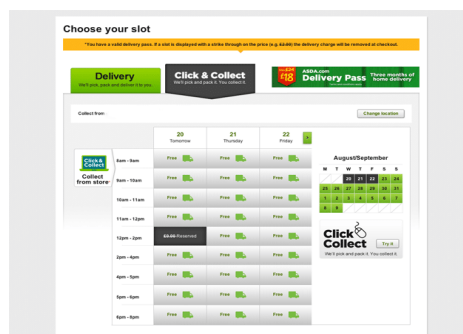 Choose your slot
*You have a valid delivery pass. If a slot is displayed with a strike through on the price (e.g. £3.00) the delivery charge will be removed at checkout.
Delivery
We'll pick, pack and deliver it to you.
Click & Collect
We'll pick and pack it. You collect it.
£18
ASDA.com
Delivery Pass
Three months of
home delivery
Collect from:
Change location
20
Tomorrow
21
Thursday
22
Friday
Click &
Collect
Collect
from store
8am - 9am Free Free Free
9am - 10am Free Free Free
10am - 11am Free Free Free
11am - 12pm Free Free Free
12pm - 2pm £3.00 Reserved Free Free
2pm - 4pm Free Free Free
4pm - 5pm Free Free Free
5pm - 6pm Free Free Free
6pm - 8pm Free Free Free
August/September
M T W T F S S
20 21 22 23 24
25 26 27 28 29 30 31
1 2 3 4 5 6 7
8 9
Click &
Collect
Try it
We'll pick and pack it. You collect it.